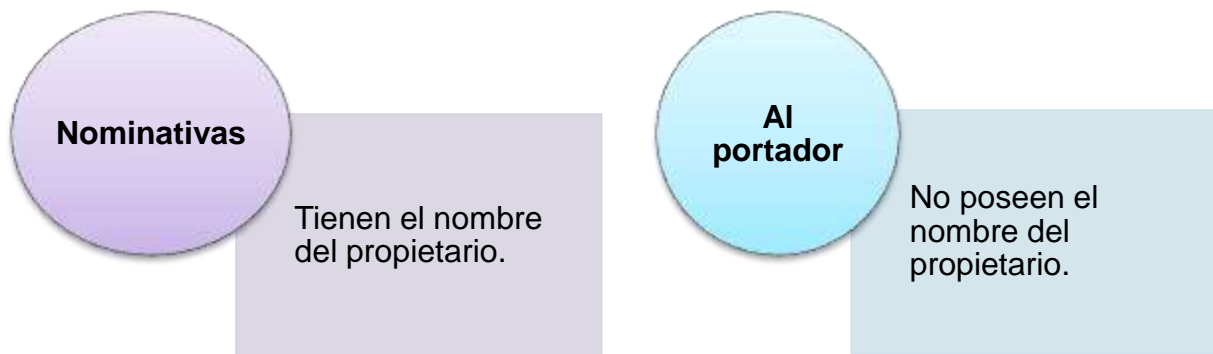 Nominativas
Tienen el nombre
del propietario.
Al
portador
No poseen el
nombre del
propietario.